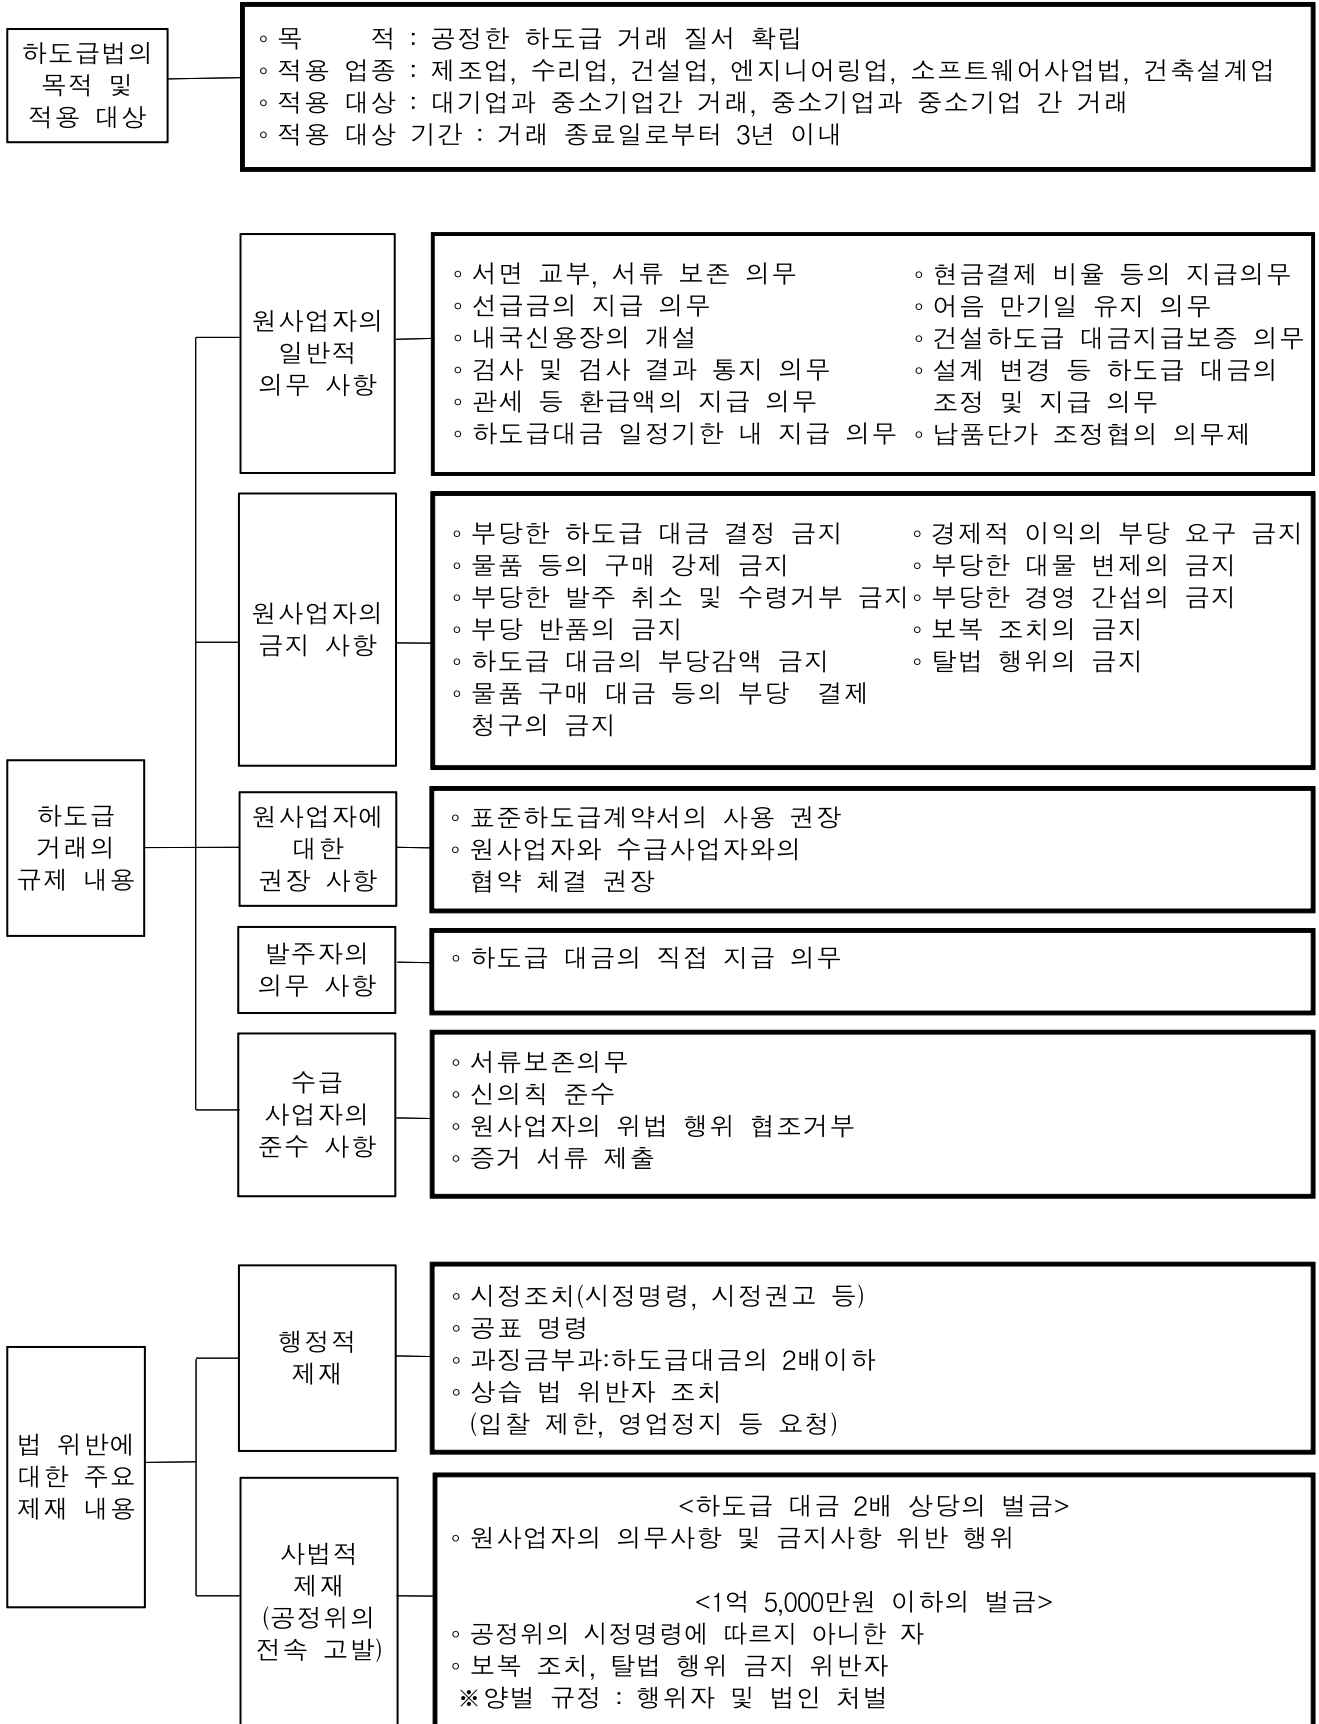 하도급법의
목적 및
적용 대상
◦ 목 적 : 공정한 하도급 거래 질서 확립
◦ 적용 업종 : 제조업, 수리업, 건설업, 엔지니어링업, 소프트웨어사업법, 건축설계업
◦ 적용 대상 : 대기업과 중소기업간 거래, 중소기업과 중소기업 간 거래
◦ 적용 대상 기간 : 거래 종료일로부터 3년 이내
하도급
거래의
규제 내용
원사업자의
일반적
의무 사항
◦ 서면 교부, 서류 보존 의무
◦ 선급금의 지급 의무
◦ 내국신용장의 개설
◦ 검사 및 검사 결과 통지 의무
◦ 관세 등 환급액의 지급 의무
◦ 하도급대금 일정기한 내 지급 의무
◦ 현금결제 비율 등의 지급의무
◦ 어음 만기일 유지 의무
◦ 건설하도급 대금지급보증 의무
◦ 설계 변경 등 하도급 대금의
조정 및 지급 의무
◦ 납품단가 조정협의 의무제
원사업자의
금지 사항
◦ 부당한 하도급 대금 결정 금지
◦ 물품 등의 구매 강제 금지
◦ 부당한 발주 취소 및 수령거부 금지
◦ 부당 반품의 금지
◦ 하도급 대금의 부당감액 금지
◦ 물품 구매 대금 등의 부당 결제
청구의 금지
◦ 경제적 이익의 부당 요구 금지
◦ 부당한 대물 변제의 금지
◦ 부당한 경영 간섭의 금지
◦ 보복 조치의 금지
◦ 탈법 행위의 금지
원사업자에
대한
권장 사항
◦ 표준하도급계약서의 사용 권장
◦ 원사업자와 수급사업자와의
협약 체결 권장
발주자의
의무 사항
◦ 하도급 대금의 직접 지급 의무
수급
사업자의
준수 사항
◦ 서류보존의무
◦ 신의칙 준수
◦ 원사업자의 위법 행위 협조거부
◦ 증거 서류 제출
법 위반에
대한 주요
제재 내용
행정적
제재
◦ 시정조치(시정명령, 시정권고 등)
◦ 공표 명령
◦ 과징금부과:하도급대금의 2배이하
◦ 상습 법 위반자 조치
(입찰 제한, 영업정지 등 요청)
사법적
제재
(공정위의
전속 고발)
<하도급 대금 2배 상당의 벌금>
◦ 원사업자의 의무사항 및 금지사항 위반 행위
<1억 5,000만원 이하의 벌금>
◦ 공정위의 시정명령에 따르지 아니한 자
◦ 보복 조치, 탈법 행위 금지 위반자
※양벌 규정 : 행위자 및 법인 처벌